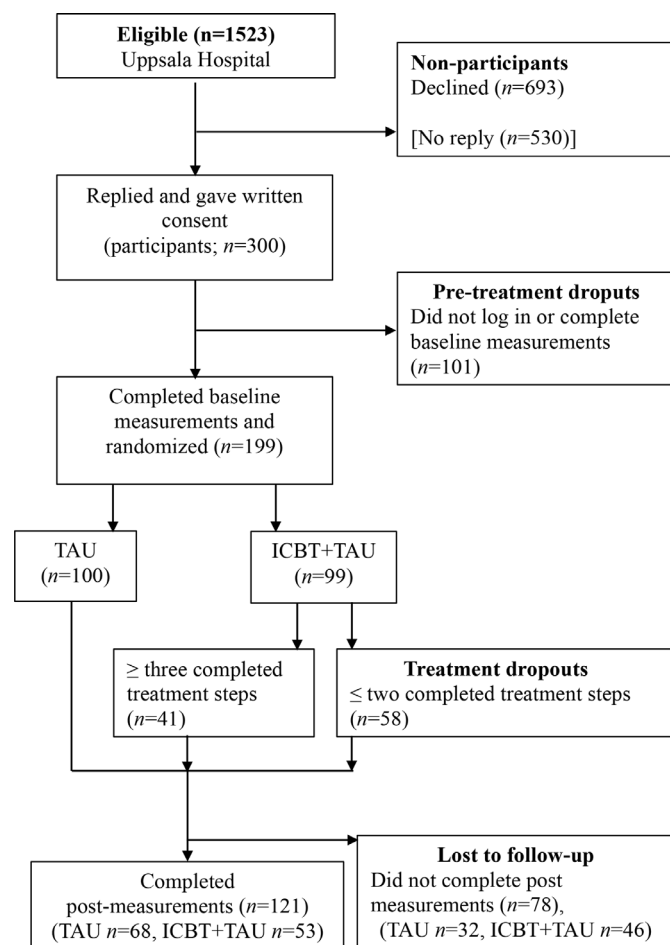 Eligible (n=1523)
Uppsala Hospital
Non-participants
Declined (n=693)
[No reply (n=530)]
Replied and gave written
consent
(participants; n=300)
Pre-treatment droputs
Did not log in or complete
baseline measurements
(n=101)
Completed baseline
measurements and
randomized (n=199)
TAU
(n=100)
ICBT+TAU
(n=99)
≥ three completed
treatment steps
(n=41)
Treatment dropouts
≤ two completed treatment steps
(n=58)
Completed
post-measurements (n=121)
(TAU n=68, ICBT+TAU n=53)
Lost to follow-up
Did not complete post
measurements (n=78),
(TAU n=32, ICBT+TAU n=46)